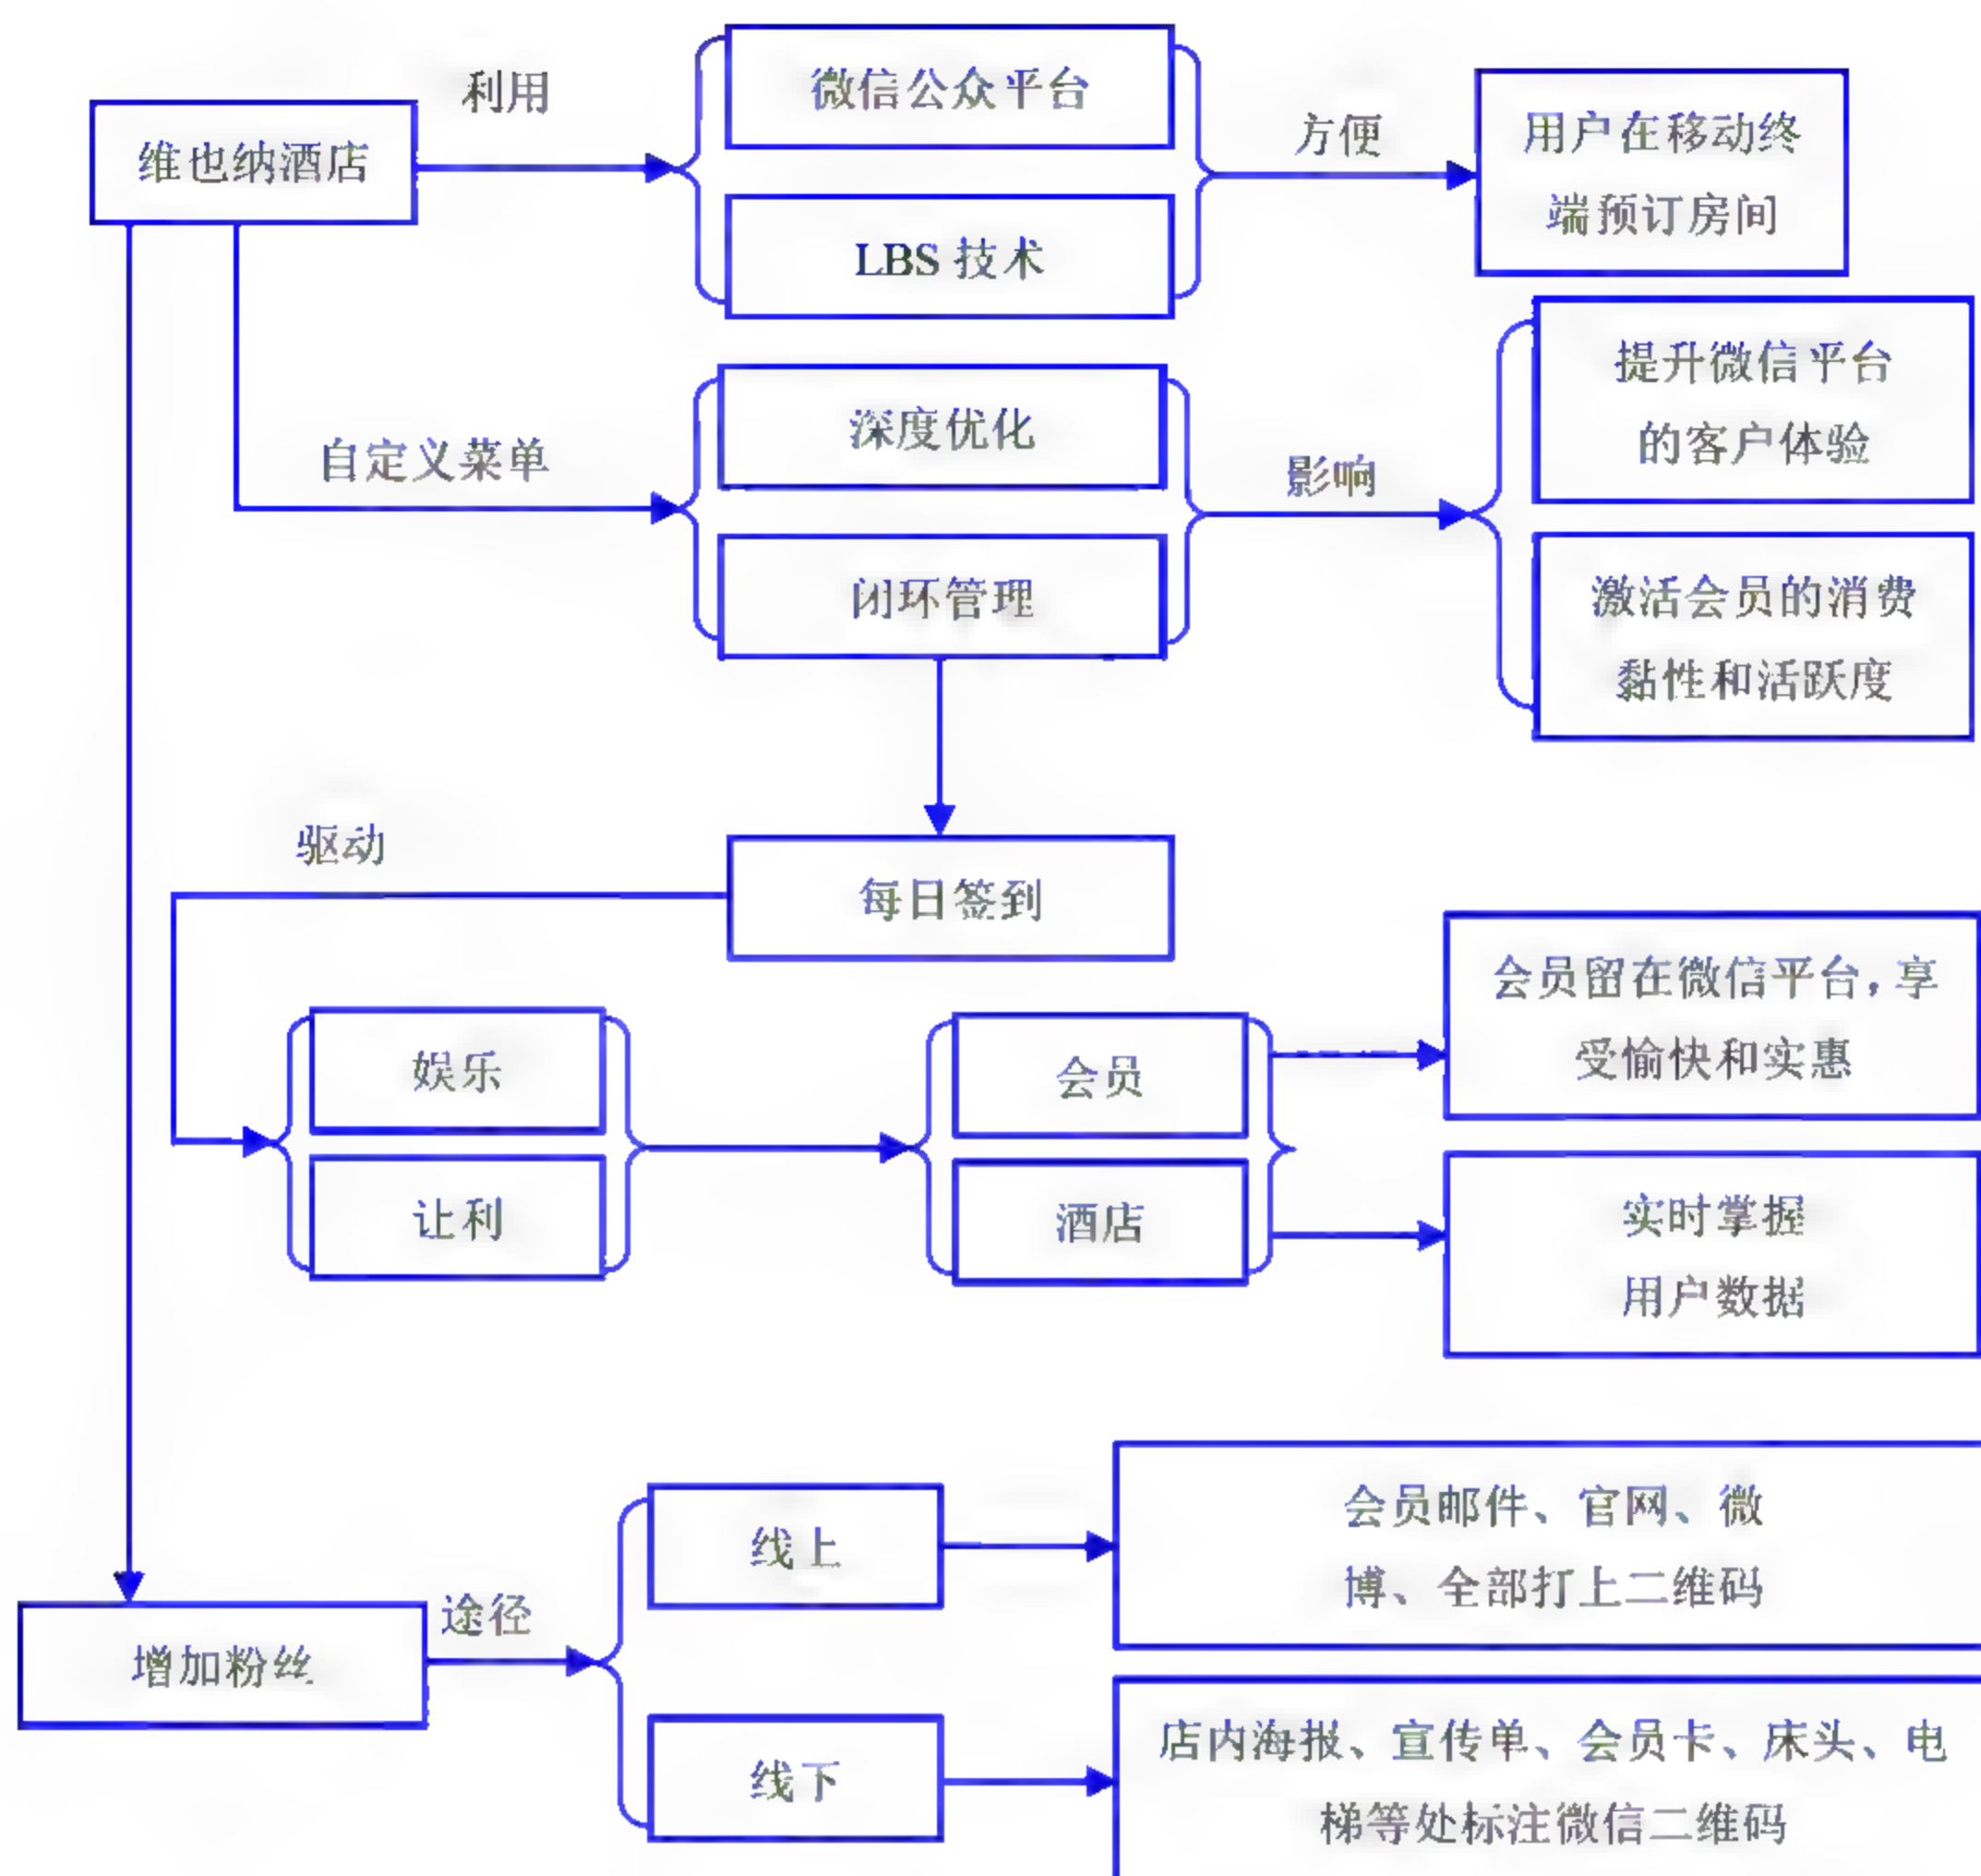 利用
微信公众平台
维也纳酒店
方便
用户在移动终
端预订房间
LBS 技术
提升微信平台
的客户体验
深度优化
自定义菜单
影响
闭环管理
激活会员的消费
黏性和活跃度
驱动
每日签到
会员留在微信平台，享
受愉快和实惠
娱乐
会员
让利
酒店
实时掌握
用户数据
会员邮件、官网、微
博、全部打上二维码
线上
途径
增加粉丝
线下
店内海报、宣传单、会员卡、床头、电
梯等处标注微信二维码